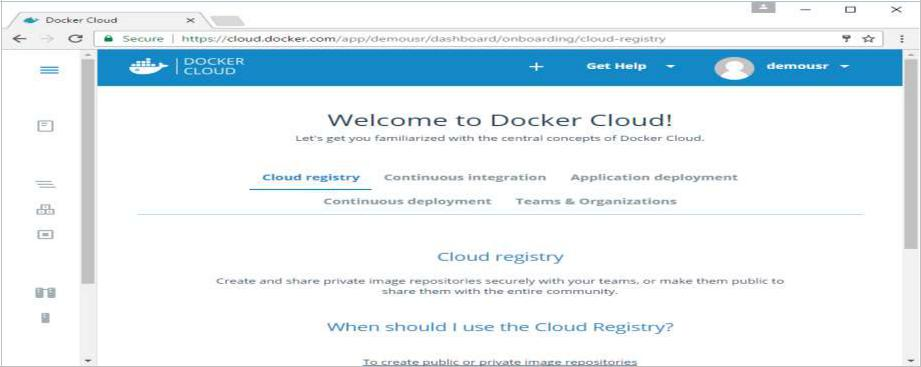 Docker Cloud
Secure | https://cloud.docker.com/app/demousr/dashboard/onboarding/cloud-registry
DOCKER
CLOUD
+ Get Help demousr
Welcome to Docker Cloud!
Let's get you familiarized with the central concepts of Docker Cloud.
Cloud registry Continuous integration Application deployment
Continuous deployment Teams & Organizations
Cloud registry
Create and share private image repositories securely with your teams, or make them public to
share them with the entire community.
When should I use the Cloud Registry?
To create public or private image repositories